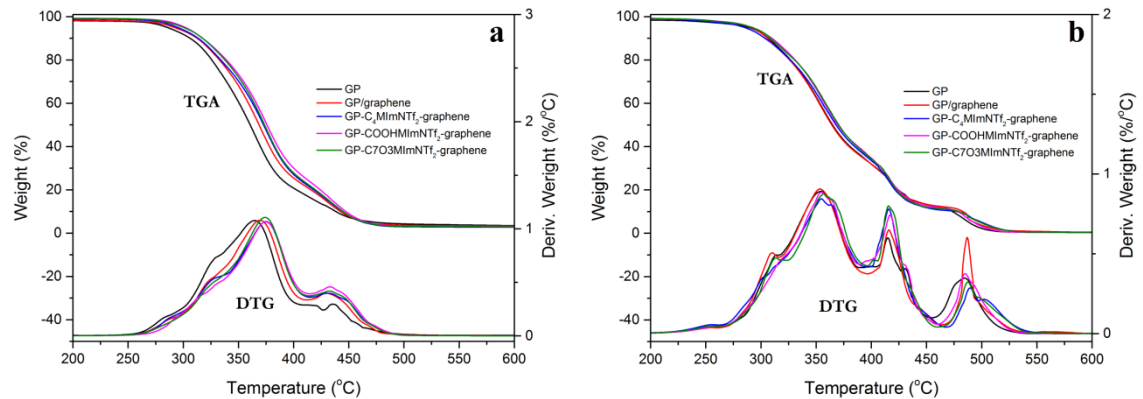 a
100
80
60
40
20
0
-20
-40
Weight (%)
3
2
1
0
Deriv. Weright (%/°C)
TGA
DTG
GP
GP/graphene
GP-C₄MImNTf₂-graphene
GP-COOHMImNTf₂-graphene
GP-C7O3MImNTf₂-graphene
200 250 300 350 400 450 500 550 600
Temperature (°C)
b
100
80
60
40
20
0
-20
-40
Weight (%)
2
1
0
Deriv. Weright (%/°C)
TGA
DTG
GP
GP/graphene
GP-C₄MImNTf₂-graphene
GP-COOHMImNTf₂-graphene
GP-C7O3MImNTf₂-graphene
200 250 300 350 400 450 500 550 600
Temperature (°C)